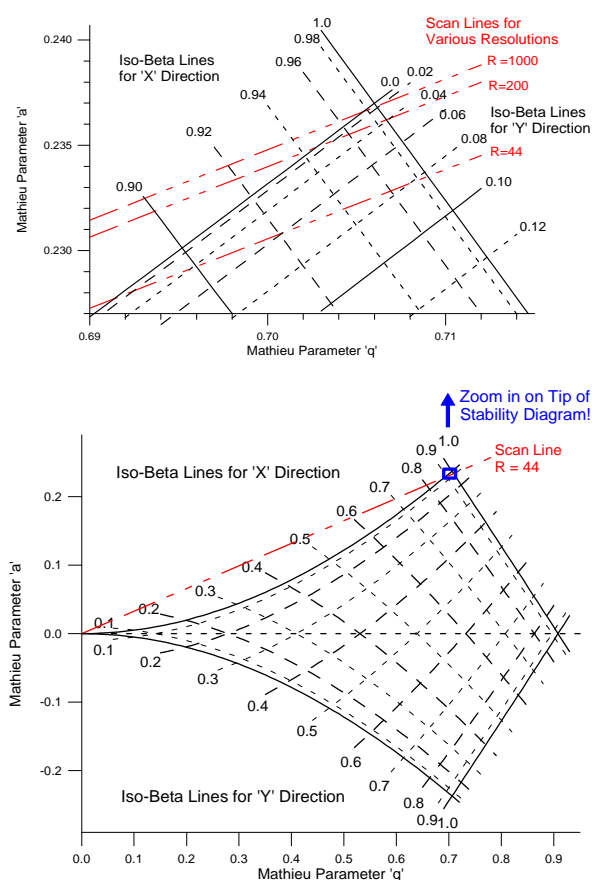 1.0
0.240
0.98
Iso-Beta Lines
for 'X' Direction
0.96
Scan Lines for
Various Resolutions
R =1000
0.0
0.02
0.94
0.04
R=200
0.06
Iso-Beta Lines
for 'Y' Direction
0.92
0.08
0.235
R=44
0.90
0.10
0.12
0.230
Mathieu Parameter 'a'
0.69
0.70
0.71
Mathieu Parameter 'q'
Zoom in on Tip of
Stability Diagram!
1.0
0.9
Scan Line
R = 44
Iso-Beta Lines for 'X' Direction
0.8
0.7
0.2
0.6
0.5
0.1
0.4
0.3
0.2
0.1
0.0
0.1
0.2
0.3
0.4
-0.1
0.5
0.6
0.7
-0.2
0.8
Iso-Beta Lines for 'Y' Direction
0.9
1.0
Mathieu Parameter 'a'
0.0
0.1
0.2
0.3
0.4
0.5
0.6
0.7
0.8
0.9
Mathieu Parameter 'q'